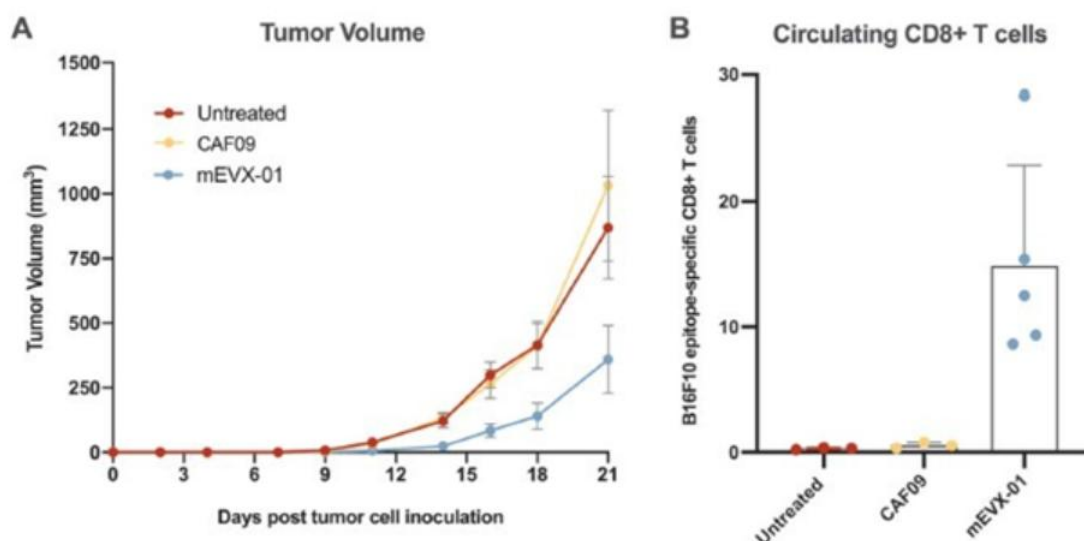 A
Tumor Volume
1500
1250
1000
750
500
250
0
Tumor Volume (mm³)
Untreated
CAF09
mEVX-01
0 3 6 9 12 15 18 21
Days post tumor cell inoculation
B
Circulating CD8+ T cells
30
20
10
0
B16F10 epitope-specific CD8+ T cells
Untreated
CAF09
mEVX-01